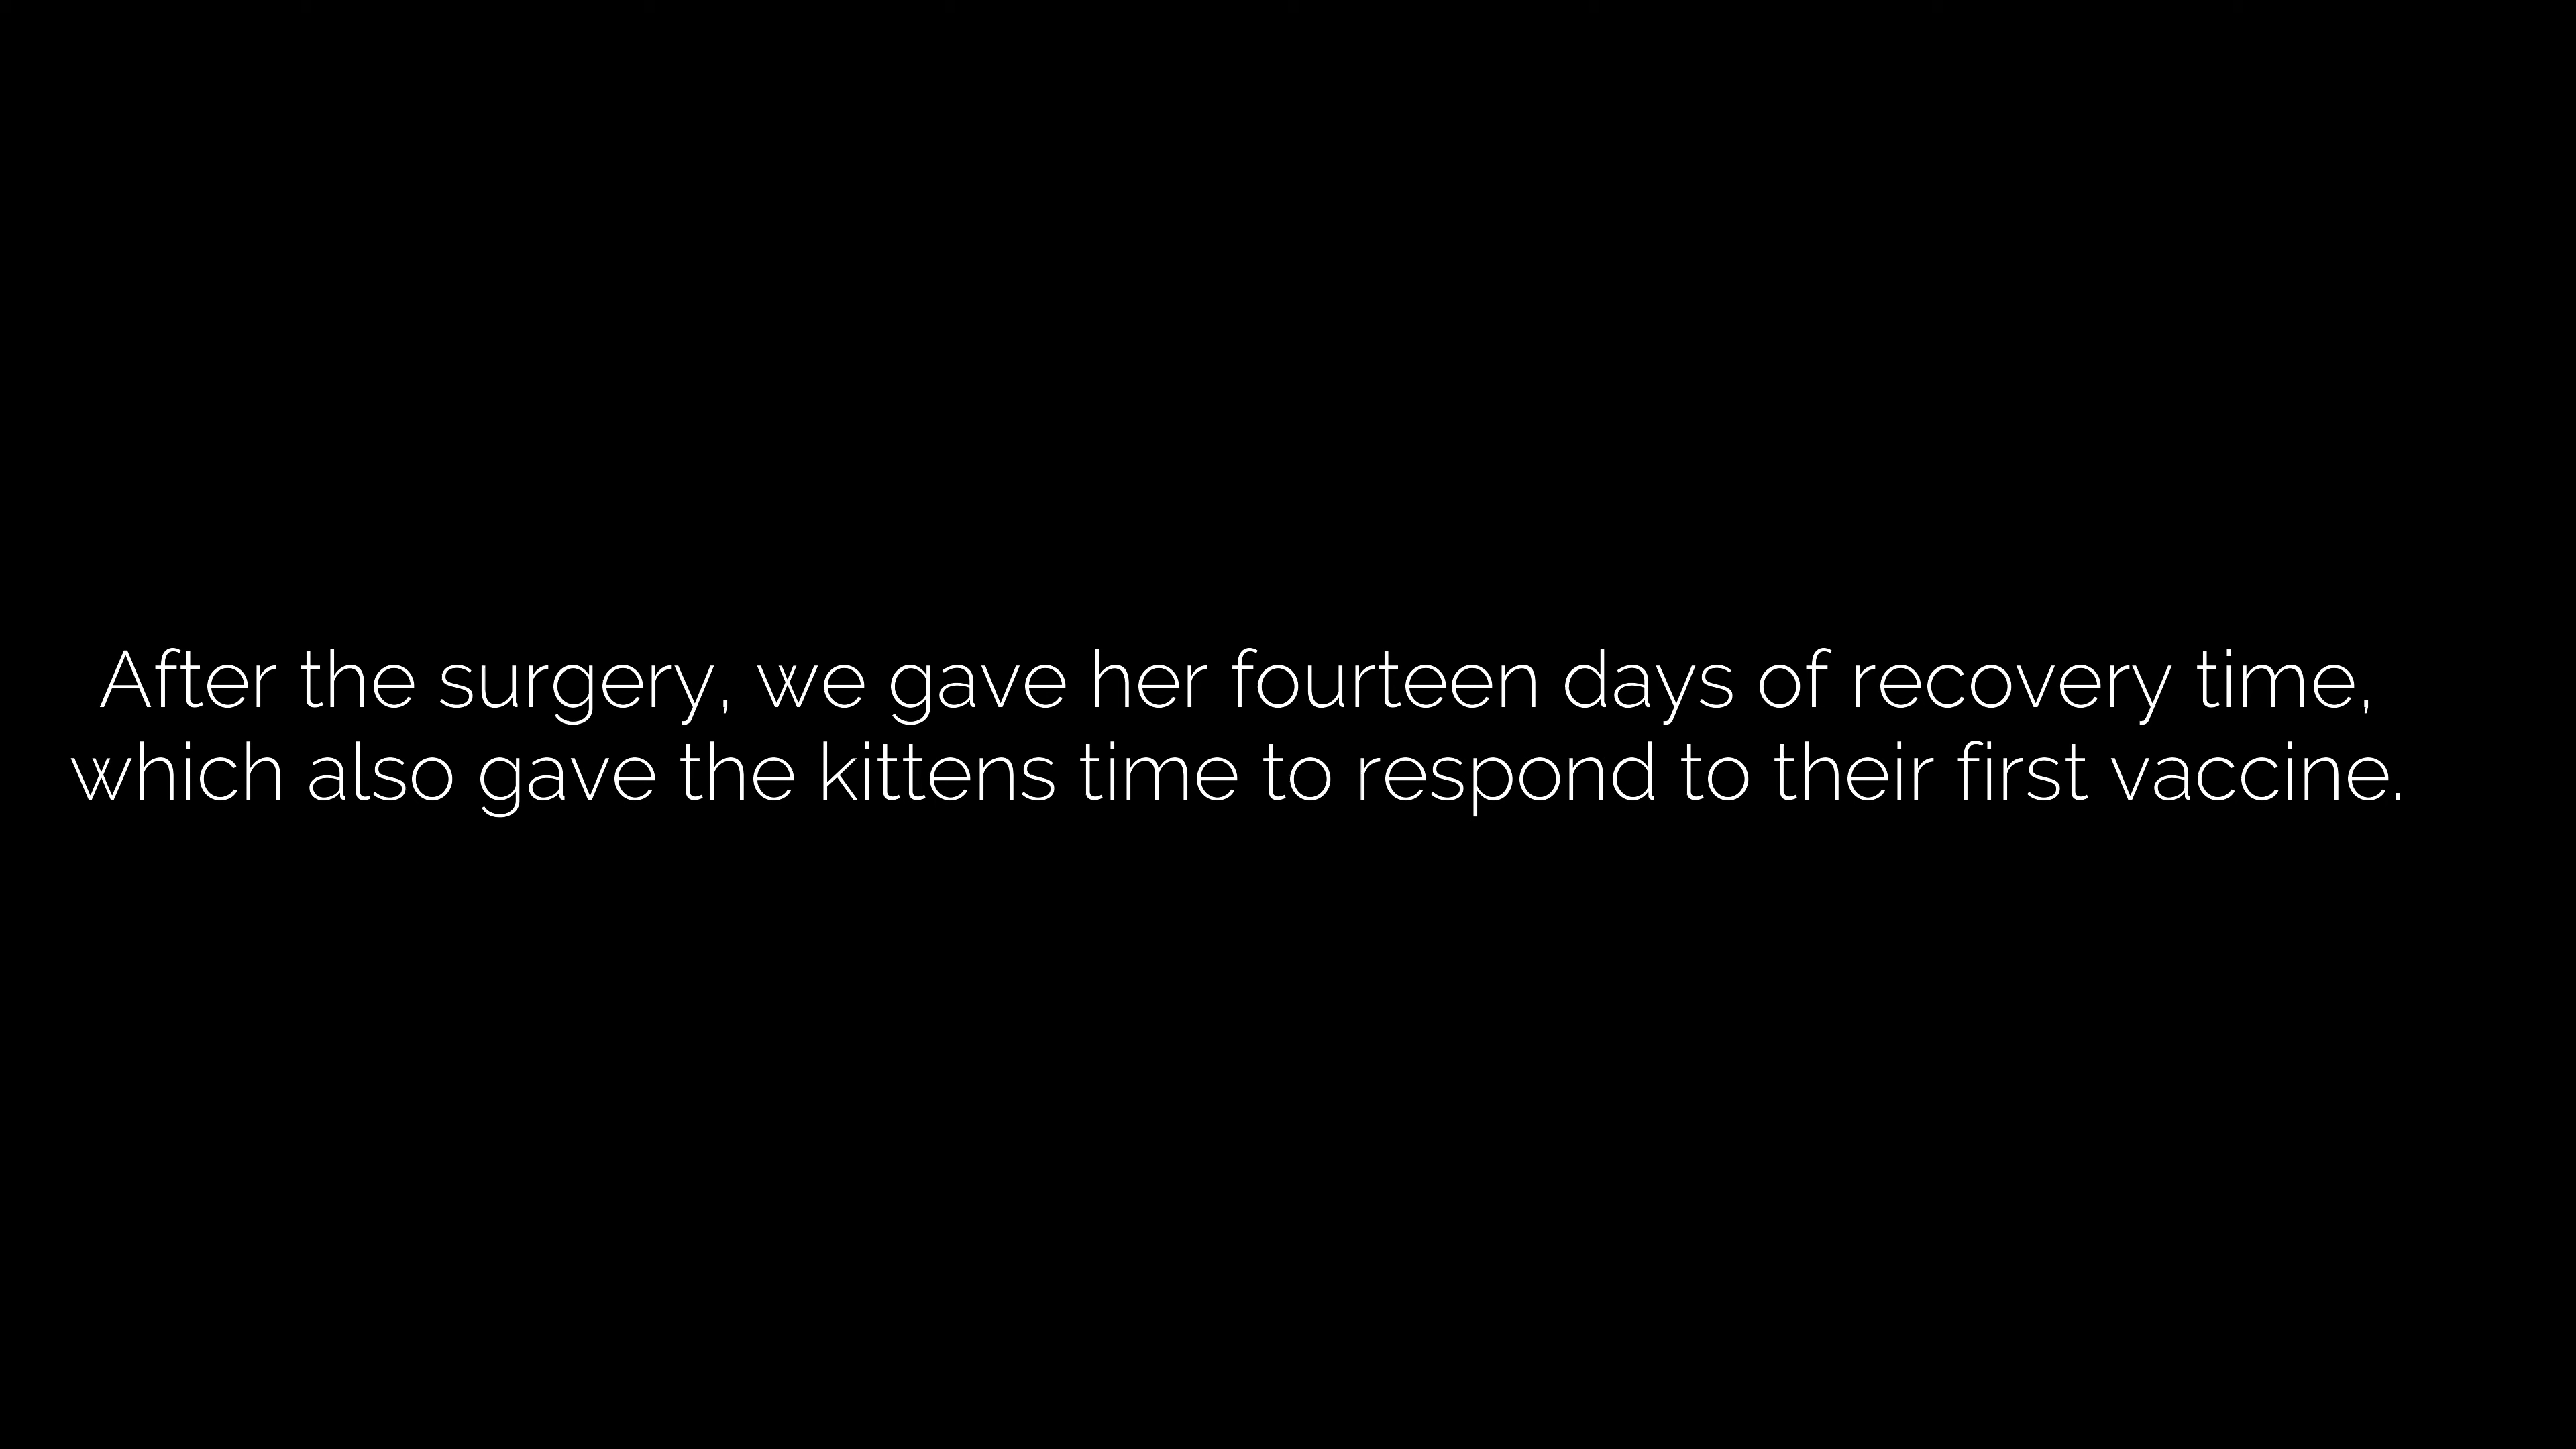 After the surgery, we gave her fourteen days of recovery time,
which also gave the kittens time to respond to their first vaccine.